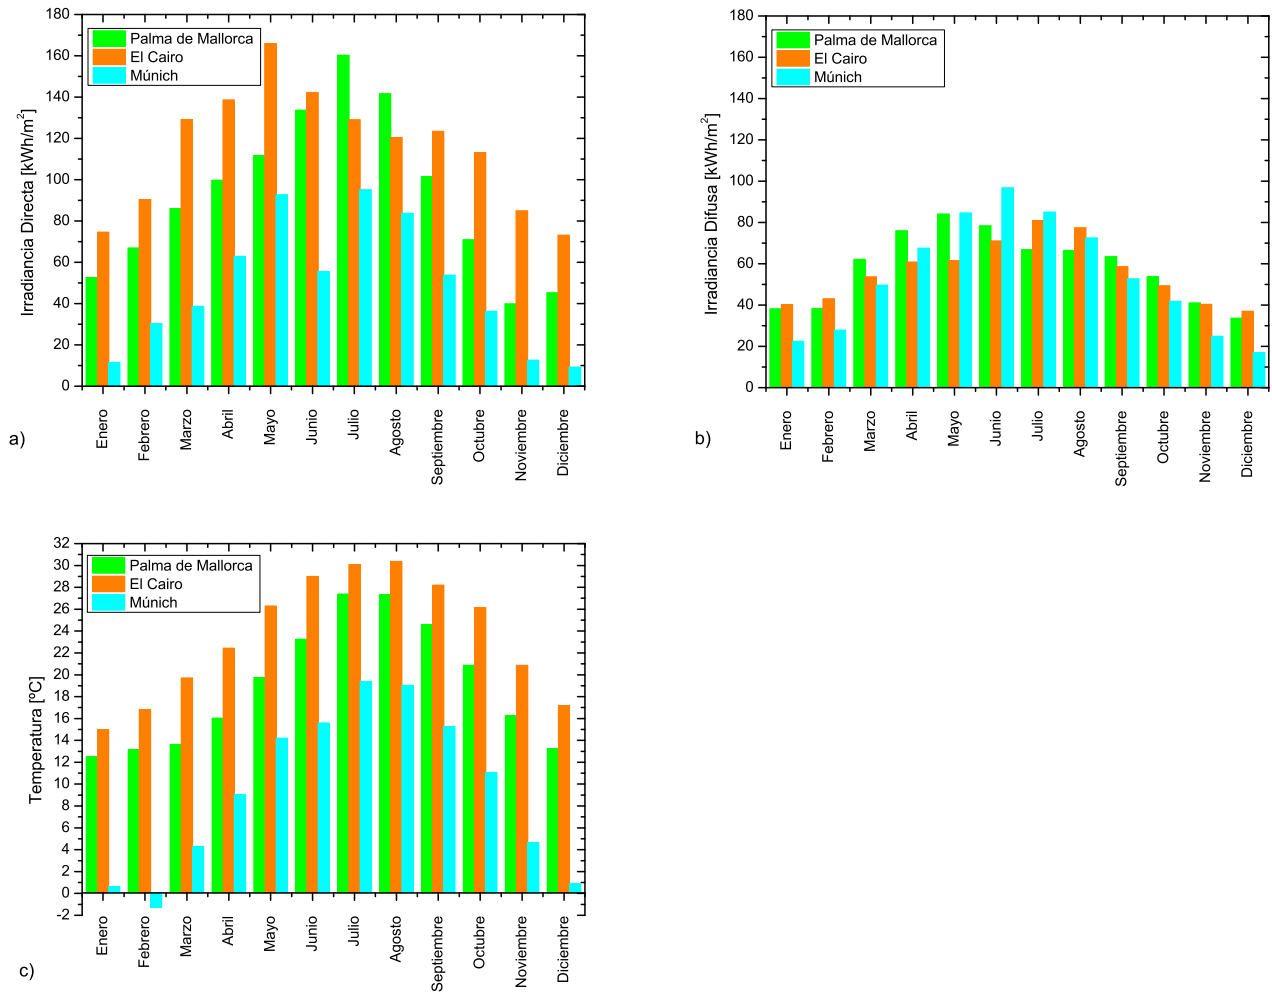 180
160
140
120
100
80
60
40
20
0
Irradiancia Directa [kWh/m²]
Palma de Mallorca
El Cairo
Múnich
Enero
Febrero
Marzo
Abril
Mayo
Junio
Julio
Agosto
Septiembre
Octubre
Noviembre
Diciembre
a)
180
160
140
120
100
80
60
40
20
0
Irradiancia Difusa [kWh/m²]
Palma de Mallorca
El Cairo
Múnich
Enero
Febrero
Marzo
Abril
Mayo
Junio
Julio
Agosto
Septiembre
Octubre
Noviembre
Diciembre
b)
32
30
28
26
24
22
20
18
16
14
12
10
8
6
4
2
0
-2
Temperatura [ºC]
Palma de Mallorca
El Cairo
Múnich
Enero
Febrero
Marzo
Abril
Mayo
Junio
Julio
Agosto
Septiembre
Octubre
Noviembre
Diciembre
c)